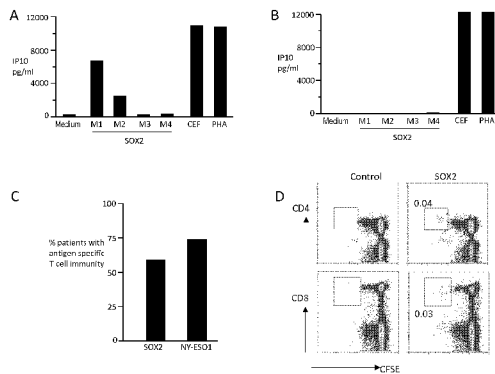 A
12000
8000
4000
0
IP10
pg/ml
Medium M1 M2 M3 M4 CEF PHA
SOX2
B
12000
8000
4000
0
IP10
pg/ml
Medium M1 M2 M3 M4 CEF PHA
SOX2
C
100
75
50
25
0
% patients with
antigen specific
T cell immunity
SOX2 NY-ESO1
D
Control SOX2
CD4
0.04
CD8
0.03
CFSE